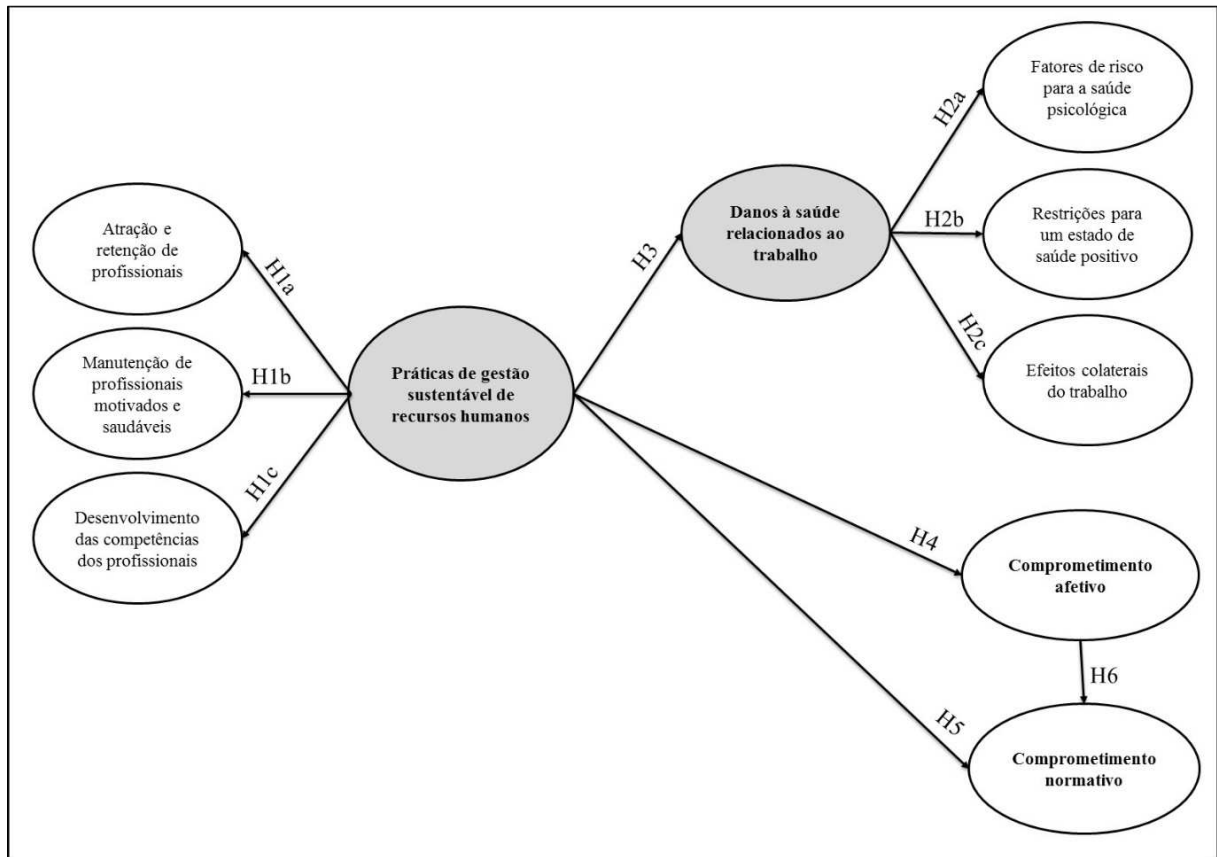 Atração e
retenção de
profissionais
H1a
Manutenção de
profissionais
motivados e
saudáveis
H1b
Desenvolvimento
das competências
dos profissionais
H1c
Práticas de gestão
sustentável de
recursos humanos
H3
Danos à saúde
relacionados ao
trabalho
H2a
Fatores de risco
para a saúde
psicológica
H2b
Restrições para
um estado de
saúde positivo
H2c
Efeitos colaterais
do trabalho
H4
Comprometimento
afetivo
H6
H5
Comprometimento
normativo